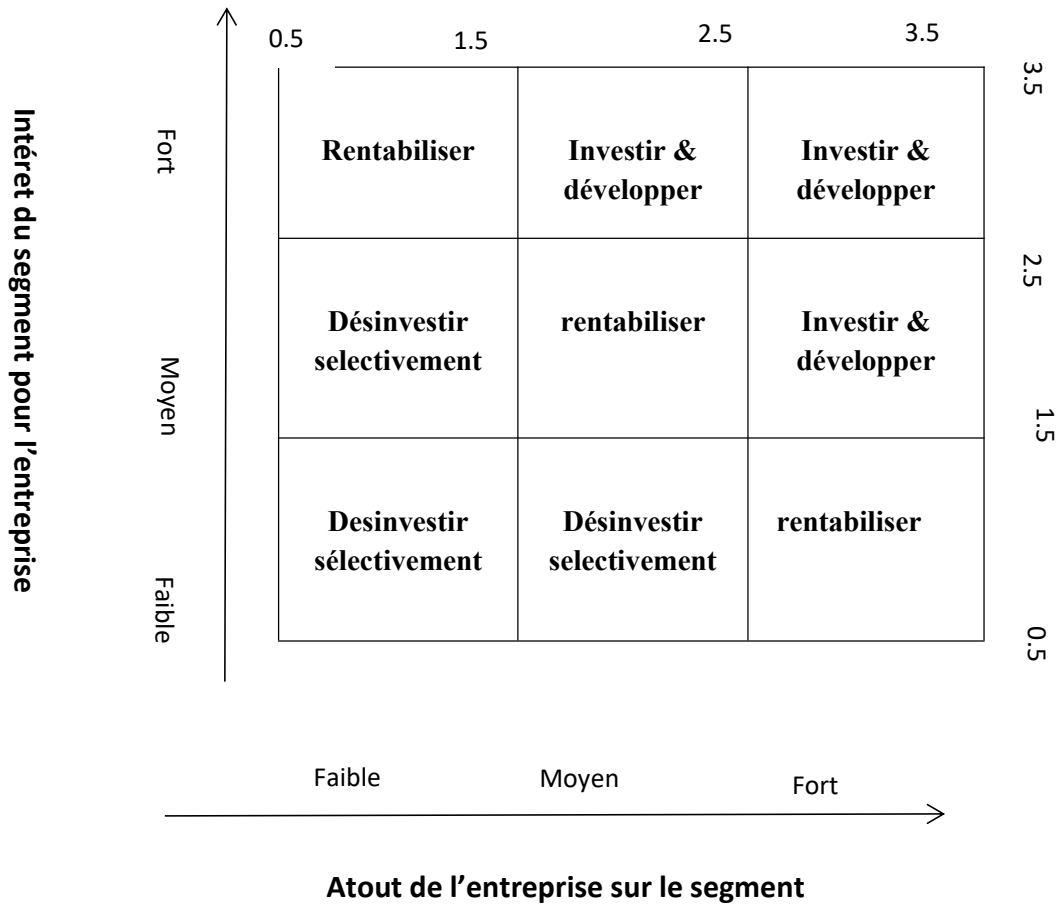 0.5 1.5 2.5 3.5
3.5
Intéret du segment pour l'entreprise
Fort
Rentabiliser
Investir &
développer
Investir &
développer
2.5
Moyen
Désinvestir
selectivement
rentabiliser
Investir &
développer
1.5
Faible
Desinvestir
sélectivement
Désinvestir
selectivement
rentabiliser
0.5
Faible Moyen Fort
Atout de l'entreprise sur le segment